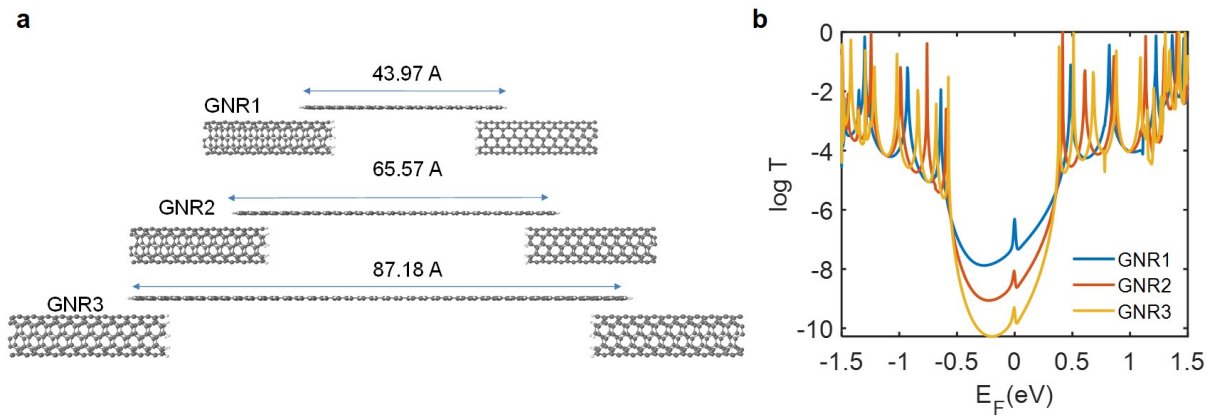 a
43.97 A
GNR1
65.57 A
GNR2
87.18 A
GNR3
b
0
-2
-4
-6
-8
-10
log T
GNR1
GNR2
GNR3
-1.5 -1 -0.5 0 0.5 1 1.5
E_F(eV)